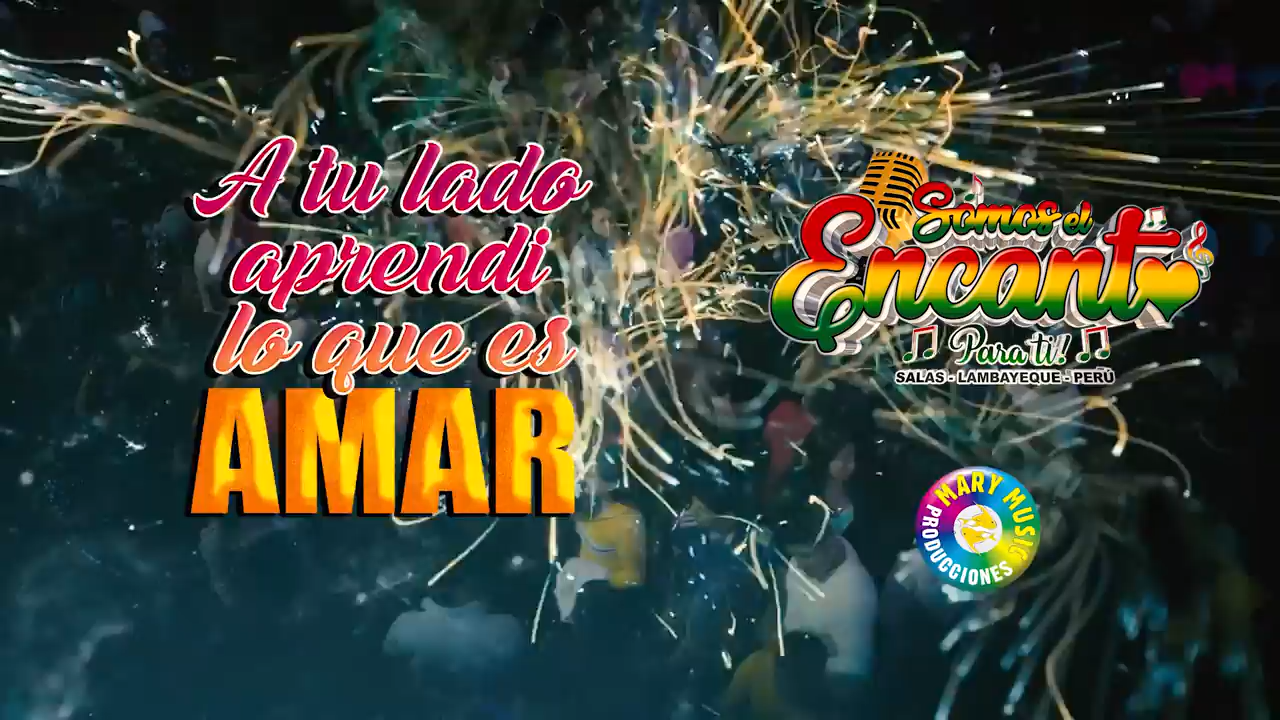 A tu lado
aprendi
lo que es
AMAR
Somos el
Encanto
Para ti!
SALAS - LAMBAYEQUE - PERÚ
MARY MUSIC
PRODUCCIONES